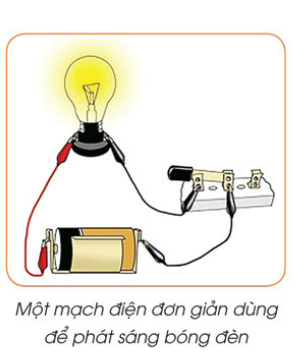 Một mạch điện đơn giản dùng
để phát sáng bóng đèn